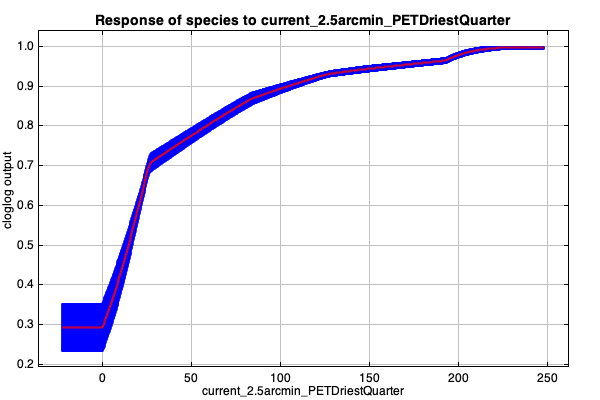 Response of species to current_2.5arcmin_PETDriestQuarter
1.0
0.9
0.8
0.7
0.6
0.5
0.4
0.3
0.2
cloglog output
0 50 100 150 200 250
current_2.5arcmin_PETDriestQuarter